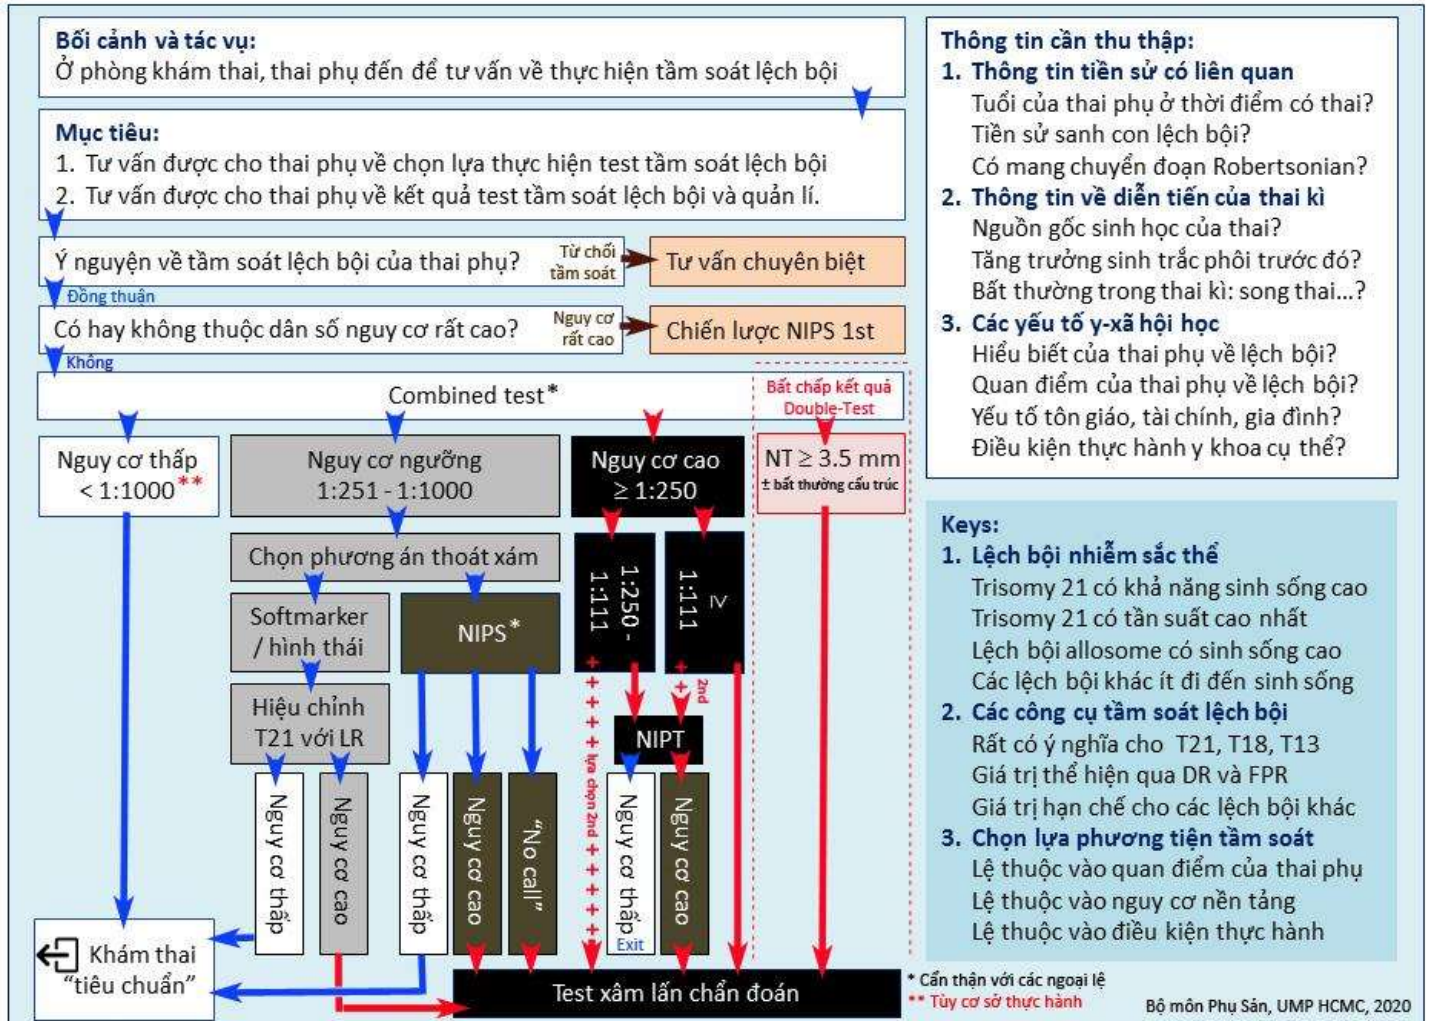 Bối cảnh và tác vụ:
Ở phòng khám thai, thai phụ đến để tư vấn về thực hiện tầm soát lệch bội
Mục tiêu:
1. Tư vấn được cho thai phụ về chọn lựa thực hiện test tầm soát lệch bội
2. Tư vấn được cho thai phụ về kết quả test tầm soát lệch bội và quản lí.
Ý nguyện về tầm soát lệch bội của thai phụ?
Từ chối
tầm soát
Tư vấn chuyên biệt
Đồng thuận
Có hay không thuộc dân số nguy cơ rất cao?
Nguy cơ
rất cao
Chiến lược NIPS 1st
Không
Combined test*
Bất chấp kết quả
Double-Test
Nguy cơ thấp
< 1:1000**
Nguy cơ ngưỡng
1:251 - 1:1000
Nguy cơ cao
≥ 1:250
NT ≥ 3.5 mm
± bất thường cấu trúc
Chọn phương án thoát xám
1:250 -
1:111
≥
1:111
Softmarker
/ hình thái
NIPS*
Hiệu chỉnh
T21 với LR
+ + + + + lựa chọn 2nd + + + + + +
+ + 2nd
+ +
NIPT
Nguy cơ thấp
Nguy cơ cao
Nguy cơ thấp
Nguy cơ cao
"No call"
Nguy cơ thấp
Exit
Nguy cơ cao
Khám thai
"tiêu chuẩn"
Test xâm lấn chẩn đoán
* Cẩn thận với các ngoại lệ
** Tùy cơ sở thực hành
Thông tin cần thu thập:
1. Thông tin tiền sử có liên quan
Tuổi của thai phụ ở thời điểm có thai?
Tiền sử sanh con lệch bội?
Có mang chuyển đoạn Robertsonian?
2. Thông tin về diễn tiến của thai kì
Nguồn gốc sinh học của thai?
Tăng trưởng sinh trắc phôi trước đó?
Bất thường trong thai kì: song thai...?
3. Các yếu tố y-xã hội học
Hiểu biết của thai phụ về lệch bội?
Quan điểm của thai phụ về lệch bội?
Yếu tố tôn giáo, tài chính, gia đình?
Điều kiện thực hành y khoa cụ thể?
Keys:
1. Lệch bội nhiễm sắc thể
Trisomy 21 có khả năng sinh sống cao
Trisomy 21 có tần suất cao nhất
Lệch bội allosome có sinh sống cao
Các lệch bội khác ít đi đến sinh sống
2. Các công cụ tầm soát lệch bội
Rất có ý nghĩa cho T21, T18, T13
Giá trị thể hiện qua DR và FPR
Giá trị hạn chế cho các lệch bội khác
3. Chọn lựa phương tiện tầm soát
Lệ thuộc vào quan điểm của thai phụ
Lệ thuộc vào nguy cơ nền tảng
Lệ thuộc vào điều kiện thực hành
Bộ môn Phụ Sản, UMP HCMC, 2020